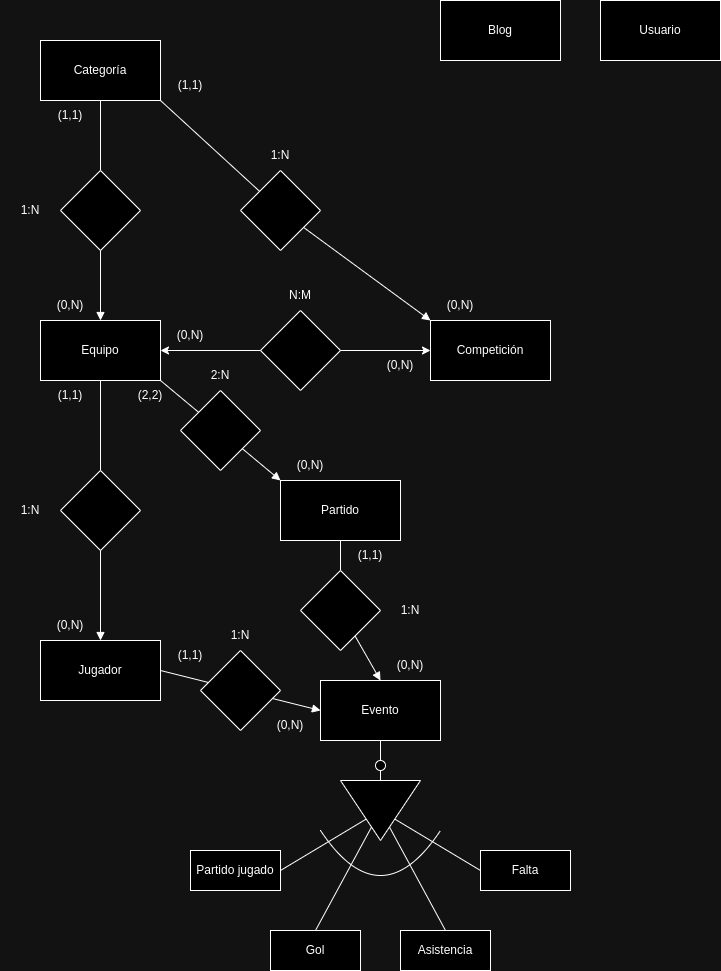 Blog
Usuario
Categoría
(1,1)
(1,1)
1:N
1:N
N:M
(0,N)
(0,N)
(0,N)
Equipo
Competición
(0,N)
2:N
(1,1)
(2,2)
(0,N)
1:N
Partido
(1,1)
1:N
(0,N)
1:N
(1,1)
(0,N)
Jugador
Evento
(0,N)
Partido jugado
Falta
Gol
Asistencia